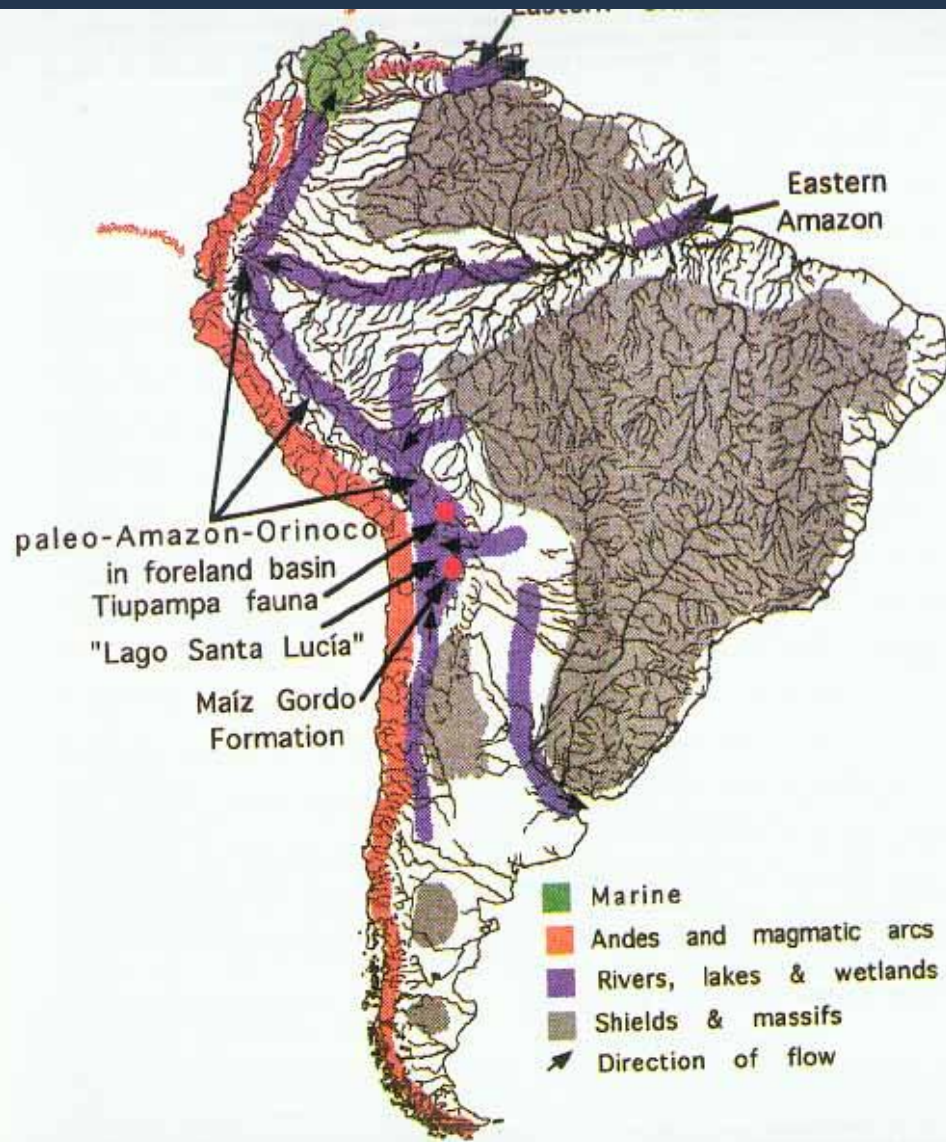 Eastern
Eastern
Amazon
paleo-Amazon-Orinoco
in foreland basin
Tiupampa fauna
"Lago Santa Lucía"
Maíz Gordo
Formation
Marine
Andes and magmatic arcs
Rivers, lakes & wetlands
Shields & massifs
Direction of flow